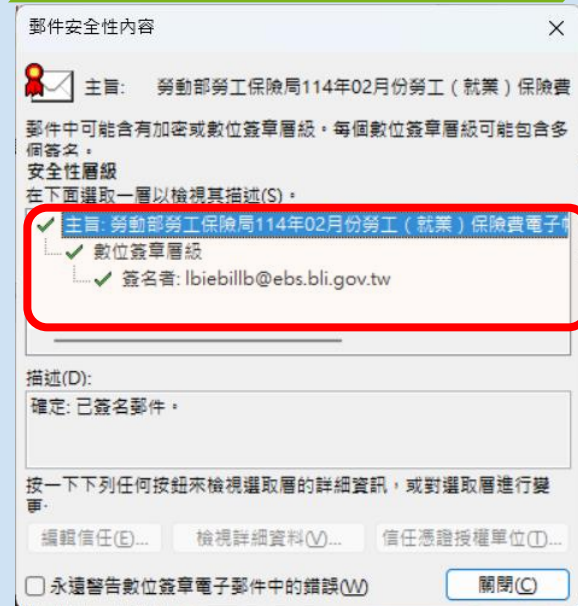 郵件安全性內容
主旨: 勞動部勞工保險局114年02月份勞工（就業）保險費
郵件中可能含有加密或數位簽章層級。每個數位簽章層級可能包含多
個簽名。
安全性層級
在下面選取一層以檢視其描述(S)。
主旨: 勞動部勞工保險局114年02月份勞工（就業）保險費電子
數位簽章層級
簽名者: lbiebillb@ebs.bli.gov.tw
描述(D):
確定: 已簽名郵件。
按一下下列任何按鈕來檢視選取層的詳細資訊，或對選取層進行變
更·
編輯信任(E)... 檢視詳細資料(V)... 信任憑證授權單位(T)...
永遠警告數位簽章電子郵件中的錯誤(W) 關閉(C)